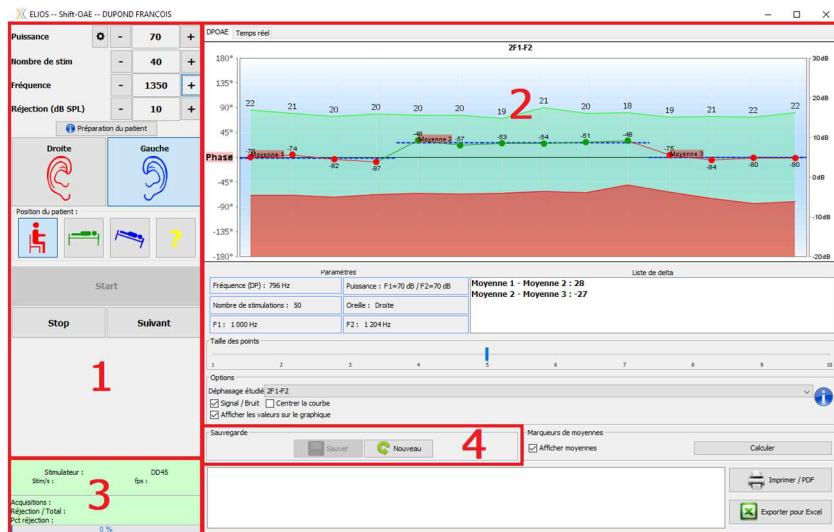 ELIOS -- Shift-OAE -- DUPOND FRANCOIS
Puissance - 70 +
Nombre de stim - 40 +
Fréquence - 1350 +
Réjection (dB SPL) - 10 +
Préparation du patient
Droite Gauche
Position du patient :
?
Start
Stop Suivant
1
Stimulateur : DD45
Stim/s : fps :
Acquisitions :
Réjection / Total :
Pct réjection :
3
0 %
DPOAE Temps réel
2F1-F2
180°
135°
90°
45°
Phase
-45°
-90°
-135°
-180°
30dB
20dB
10dB
0dB
-10dB
-20dB
22 21 20 20 20 20 19 21 20 18 19 21 22 22
2
-78 -74 -82 -87 -48 -57 -53 -54 -51 -48 -75 -84 -80 -80
Moyenne 1 Moyenne 2 Moyenne 3
Paramètres
Fréquence (DP) : 796 Hz Puissance : F1=70 dB / F2=70 dB
Nombre de stimulations : 50 Oreille : Droite
F1 : 1 000 Hz F2 : 1 204 Hz
Liste de delta
Moyenne 1 - Moyenne 2 : 28
Moyenne 2 - Moyenne 3 : -27
Taille des points
1 2 3 4 5 6 7 8 9 10
Options
Déphasage étudié 2F1-F2
Signal / Bruit Centrer la courbe
Afficher les valeurs sur le graphique
Sauvegarde
Sauver Nouveau
4
Marqueurs de moyennes
Afficher moyennes Calculer
Imprimer / PDF
Exporter pour Excel